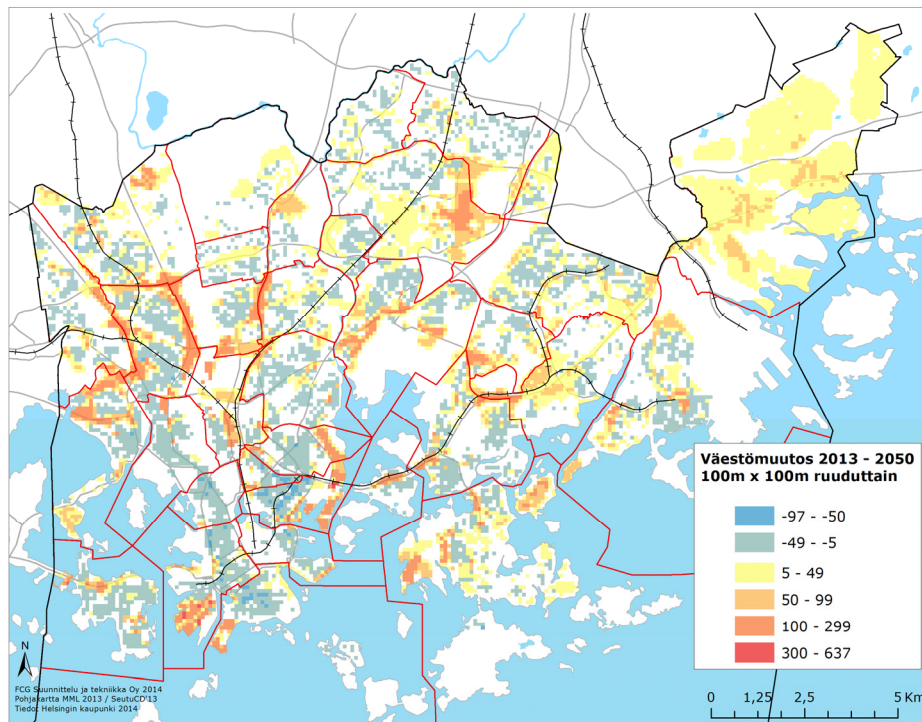 Väestömuutos 2013 - 2050
100m x 100m ruuduttain
-97 - -50
-49 - -5
5 - 49
50 - 99
100 - 299
300 - 637
N
FCG Suunnittelu ja tekniikka Oy 2014
Pohjakartta MML 2013 / SeutuCD'13
Tiedot Helsingin kaupunki 2014
0 1,25 2,5 5 Km